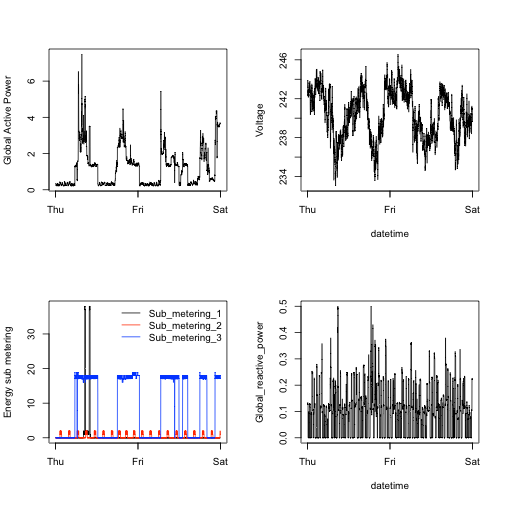 Global Active Power
0
2
4
6
Thu
Fri
Sat
Voltage
234
238
242
246
Thu
Fri
Sat
datetime
Energy sub metering
0
10
20
30
Sub_metering_1
Sub_metering_2
Sub_metering_3
Thu
Fri
Sat
Global_reactive_power
0.0
0.1
0.2
0.3
0.4
0.5
Thu
Fri
Sat
datetime